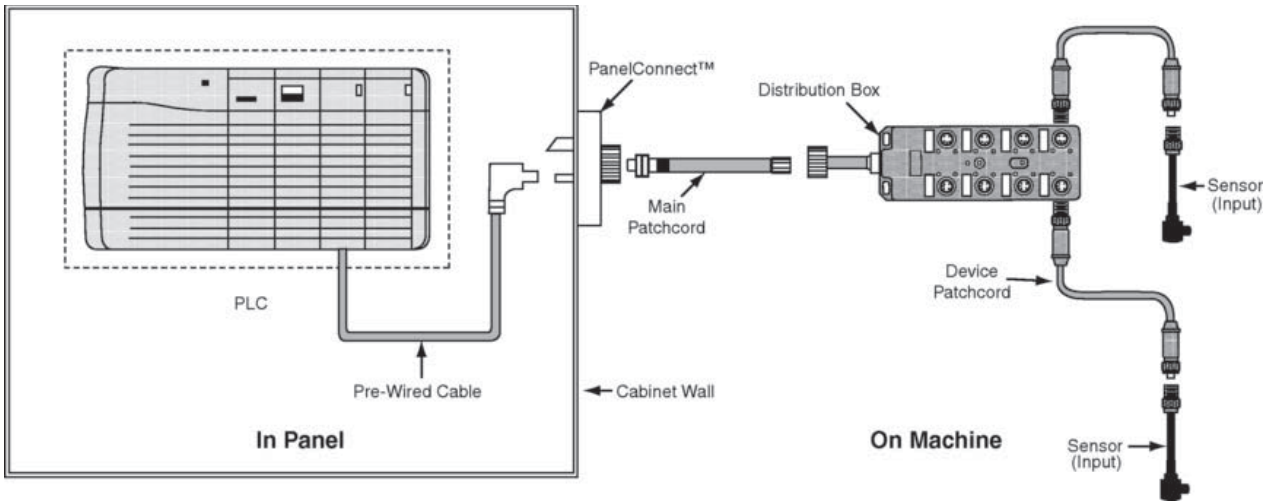 PanelConnect™
Distribution Box
Sensor
(Input)
Main
Patchcord
Device
Patchcord
PLC
Pre-Wired Cable
Cabinet Wall
In Panel
On Machine
Sensor
(Input)